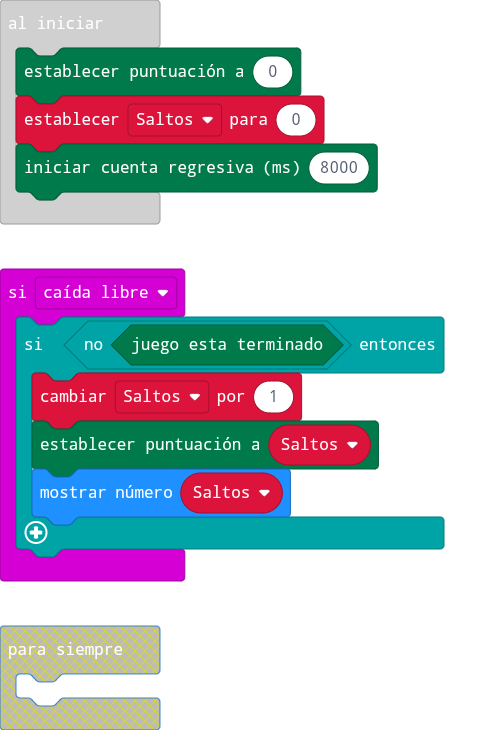 al iniciar
establecer puntuación a 0
establecer Saltos para 0
iniciar cuenta regresiva (ms) 8000
si caída libre
si no juego esta terminado entonces
cambiar Saltos por 1
establecer puntuación a Saltos
mostrar número Saltos
para siempre